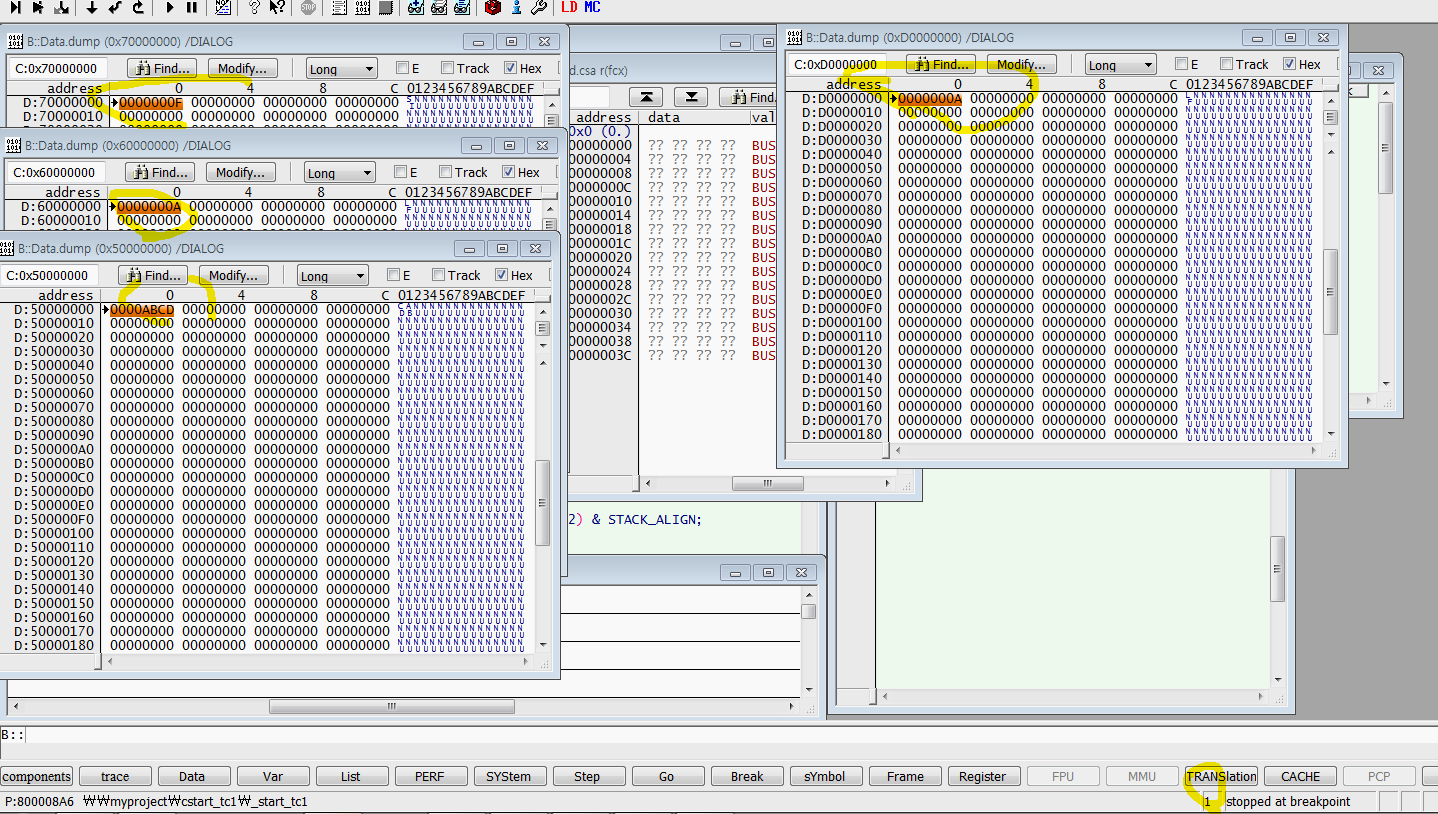 LD MC
B::Data.dump (0x70000000) /DIALOG
C:0x70000000 Find... Modify... Long E Track Hex
address 0 4 8 C 0123456789ABCDEF
D:70000000 0000000F 00000000 00000000 00000000
D:70000010 00000000 00000000 00000000 00000000
B::Data.dump (0x60000000) /DIALOG
C:0x60000000 Find... Modify... Long E Track Hex
address 0 4 8 C 0123456789ABCDEF
D:60000000 0000000A 00000000 00000000 00000000
D:60000010 00000000 00000000 00000000 00000000
B::Data.dump (0x50000000) /DIALOG
C:0x50000000 Find... Modify... Long E Track Hex
address 0 4 8 C 0123456789ABCDEF
D:50000000 0000ABCD 00000000 00000000 00000000
D:50000010 00000000 00000000 00000000 00000000
D:50000020 00000000 00000000 00000000 00000000
D:50000030 00000000 00000000 00000000 00000000
D:50000040 00000000 00000000 00000000 00000000
D:50000050 00000000 00000000 00000000 00000000
D:50000060 00000000 00000000 00000000 00000000
D:50000070 00000000 00000000 00000000 00000000
D:50000080 00000000 00000000 00000000 00000000
D:50000090 00000000 00000000 00000000 00000000
D:500000A0 00000000 00000000 00000000 00000000
D:500000B0 00000000 00000000 00000000 00000000
D:500000C0 00000000 00000000 00000000 00000000
D:500000D0 00000000 00000000 00000000 00000000
D:500000E0 00000000 00000000 00000000 00000000
D:500000F0 00000000 00000000 00000000 00000000
D:50000100 00000000 00000000 00000000 00000000
D:50000110 00000000 00000000 00000000 00000000
D:50000120 00000000 00000000 00000000 00000000
D:50000130 00000000 00000000 00000000 00000000
D:50000140 00000000 00000000 00000000 00000000
D:50000150 00000000 00000000 00000000 00000000
D:50000160 00000000 00000000 00000000 00000000
D:50000170 00000000 00000000 00000000 00000000
D:50000180 00000000 00000000 00000000 00000000
d.csa r(fcx)
Find.
address data val
0x0 (0.)
00000000 ?? ?? ?? ?? BUS
00000004 ?? ?? ?? ?? BUS
00000008 ?? ?? ?? ?? BUS
0000000C ?? ?? ?? ?? BUS
00000010 ?? ?? ?? ?? BUS
00000014 ?? ?? ?? ?? BUS
00000018 ?? ?? ?? ?? BUS
0000001C ?? ?? ?? ?? BUS
00000020 ?? ?? ?? ?? BUS
00000024 ?? ?? ?? ?? BUS
00000028 ?? ?? ?? ?? BUS
0000002C ?? ?? ?? ?? BUS
00000030 ?? ?? ?? ?? BUS
00000034 ?? ?? ?? ?? BUS
00000038 ?? ?? ?? ?? BUS
0000003C ?? ?? ?? ?? BUS
2) & STACK_ALIGN;
B::Data.dump (0xD0000000) /DIALOG
C:0xD0000000 Find... Modify... Long E Track Hex
address 0 4 8 C 0123456789ABCDEF
D:D0000000 0000000A 00000000 00000000 00000000
D:D0000010 00000000 00000000 00000000 00000000
D:D0000020 00000000 00000000 00000000 00000000
D:D0000030 00000000 00000000 00000000 00000000
D:D0000040 00000000 00000000 00000000 00000000
D:D0000050 00000000 00000000 00000000 00000000
D:D0000060 00000000 00000000 00000000 00000000
D:D0000070 00000000 00000000 00000000 00000000
D:D0000080 00000000 00000000 00000000 00000000
D:D0000090 00000000 00000000 00000000 00000000
D:D00000A0 00000000 00000000 00000000 00000000
D:D00000B0 00000000 00000000 00000000 00000000
D:D00000C0 00000000 00000000 00000000 00000000
D:D00000D0 00000000 00000000 00000000 00000000
D:D00000E0 00000000 00000000 00000000 00000000
D:D00000F0 00000000 00000000 00000000 00000000
D:D0000100 00000000 00000000 00000000 00000000
D:D0000110 00000000 00000000 00000000 00000000
D:D0000120 00000000 00000000 00000000 00000000
D:D0000130 00000000 00000000 00000000 00000000
D:D0000140 00000000 00000000 00000000 00000000
D:D0000150 00000000 00000000 00000000 00000000
D:D0000160 00000000 00000000 00000000 00000000
D:D0000170 00000000 00000000 00000000 00000000
D:D0000180 00000000 00000000 00000000 00000000
B::
components trace Data Var List PERF SYStem Step Go Break sYmbol Frame Register FPU MMU TRANSlation CACHE PCP
P:800008A6 ₩₩myproject₩cstart_tc1₩_start_tc1 1 stopped at breakpoint